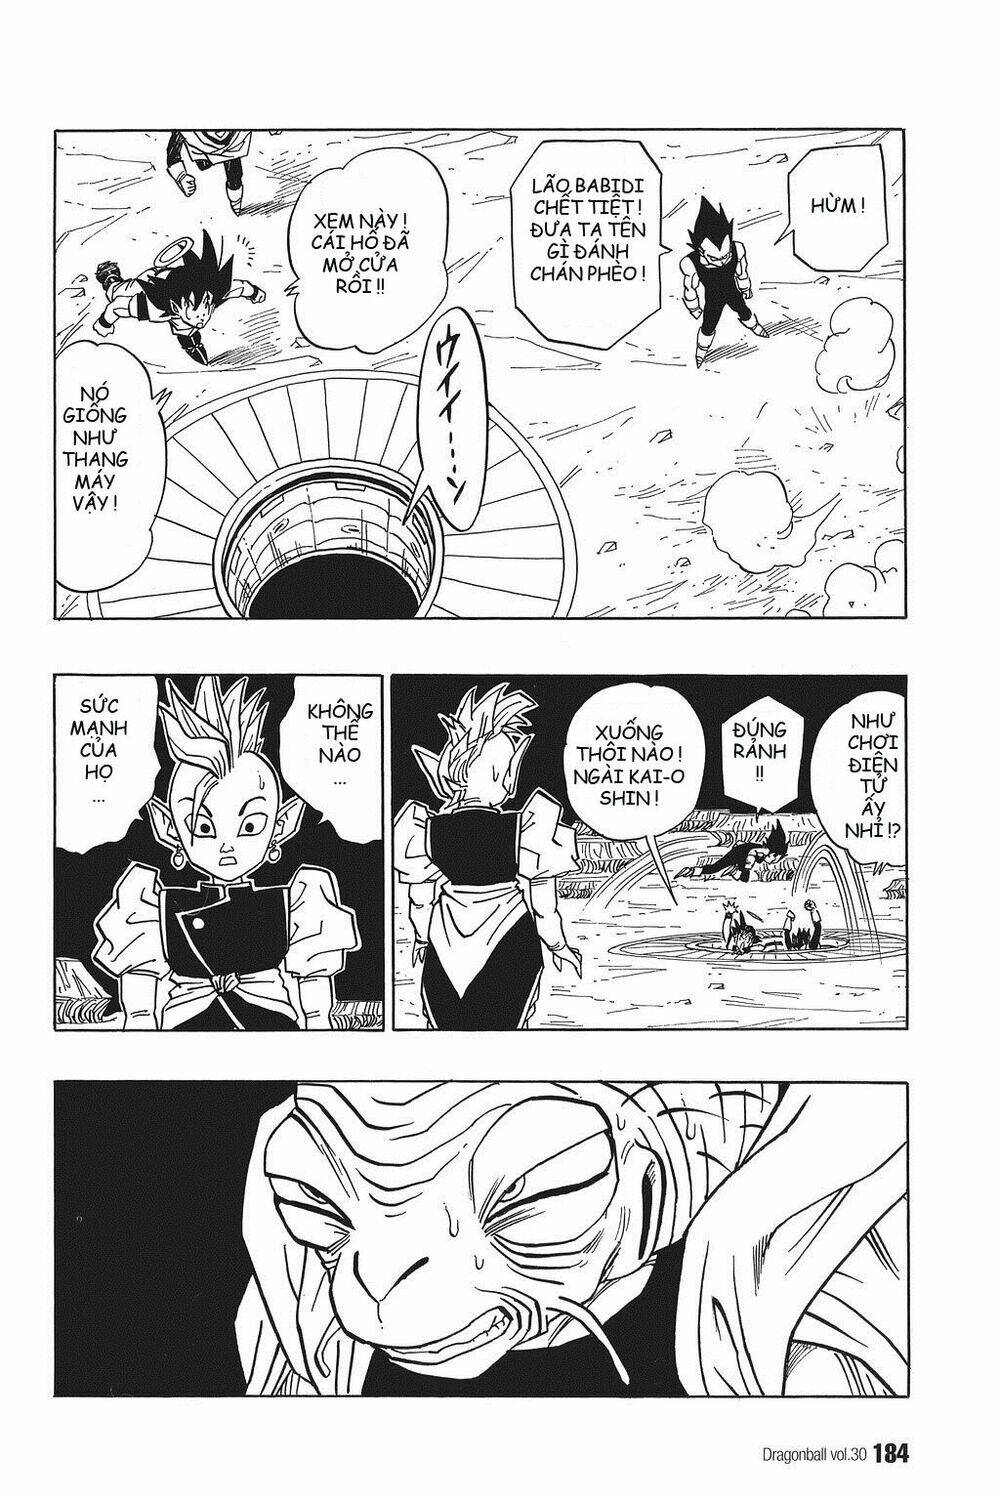 HỪM !
LÃO BABIDI
CHẾT TIỆT !
ĐƯA TA TÊN
GÌ ĐÁNH
CHÁN PHÈO !
XEM NÀY !
CÁI HỐ ĐÃ
MỞ CỬA
RỒI !!
ウイイ……ン
NÓ
GIỐNG
NHƯ
THANG
MÁY
VẬY !
NHƯ
CHƠI
ĐIỆN
TỬ
ẤY
NHỈ !?
ĐÚNG
RẢNH
!!
XUỐNG
THÔI NÀO !
NGÀI KAI-O
SHIN !
KHÔNG
THỂ
NÀO
...
SỨC
MẠNH
CỦA
HỌ
...
Dragonball vol.30 184